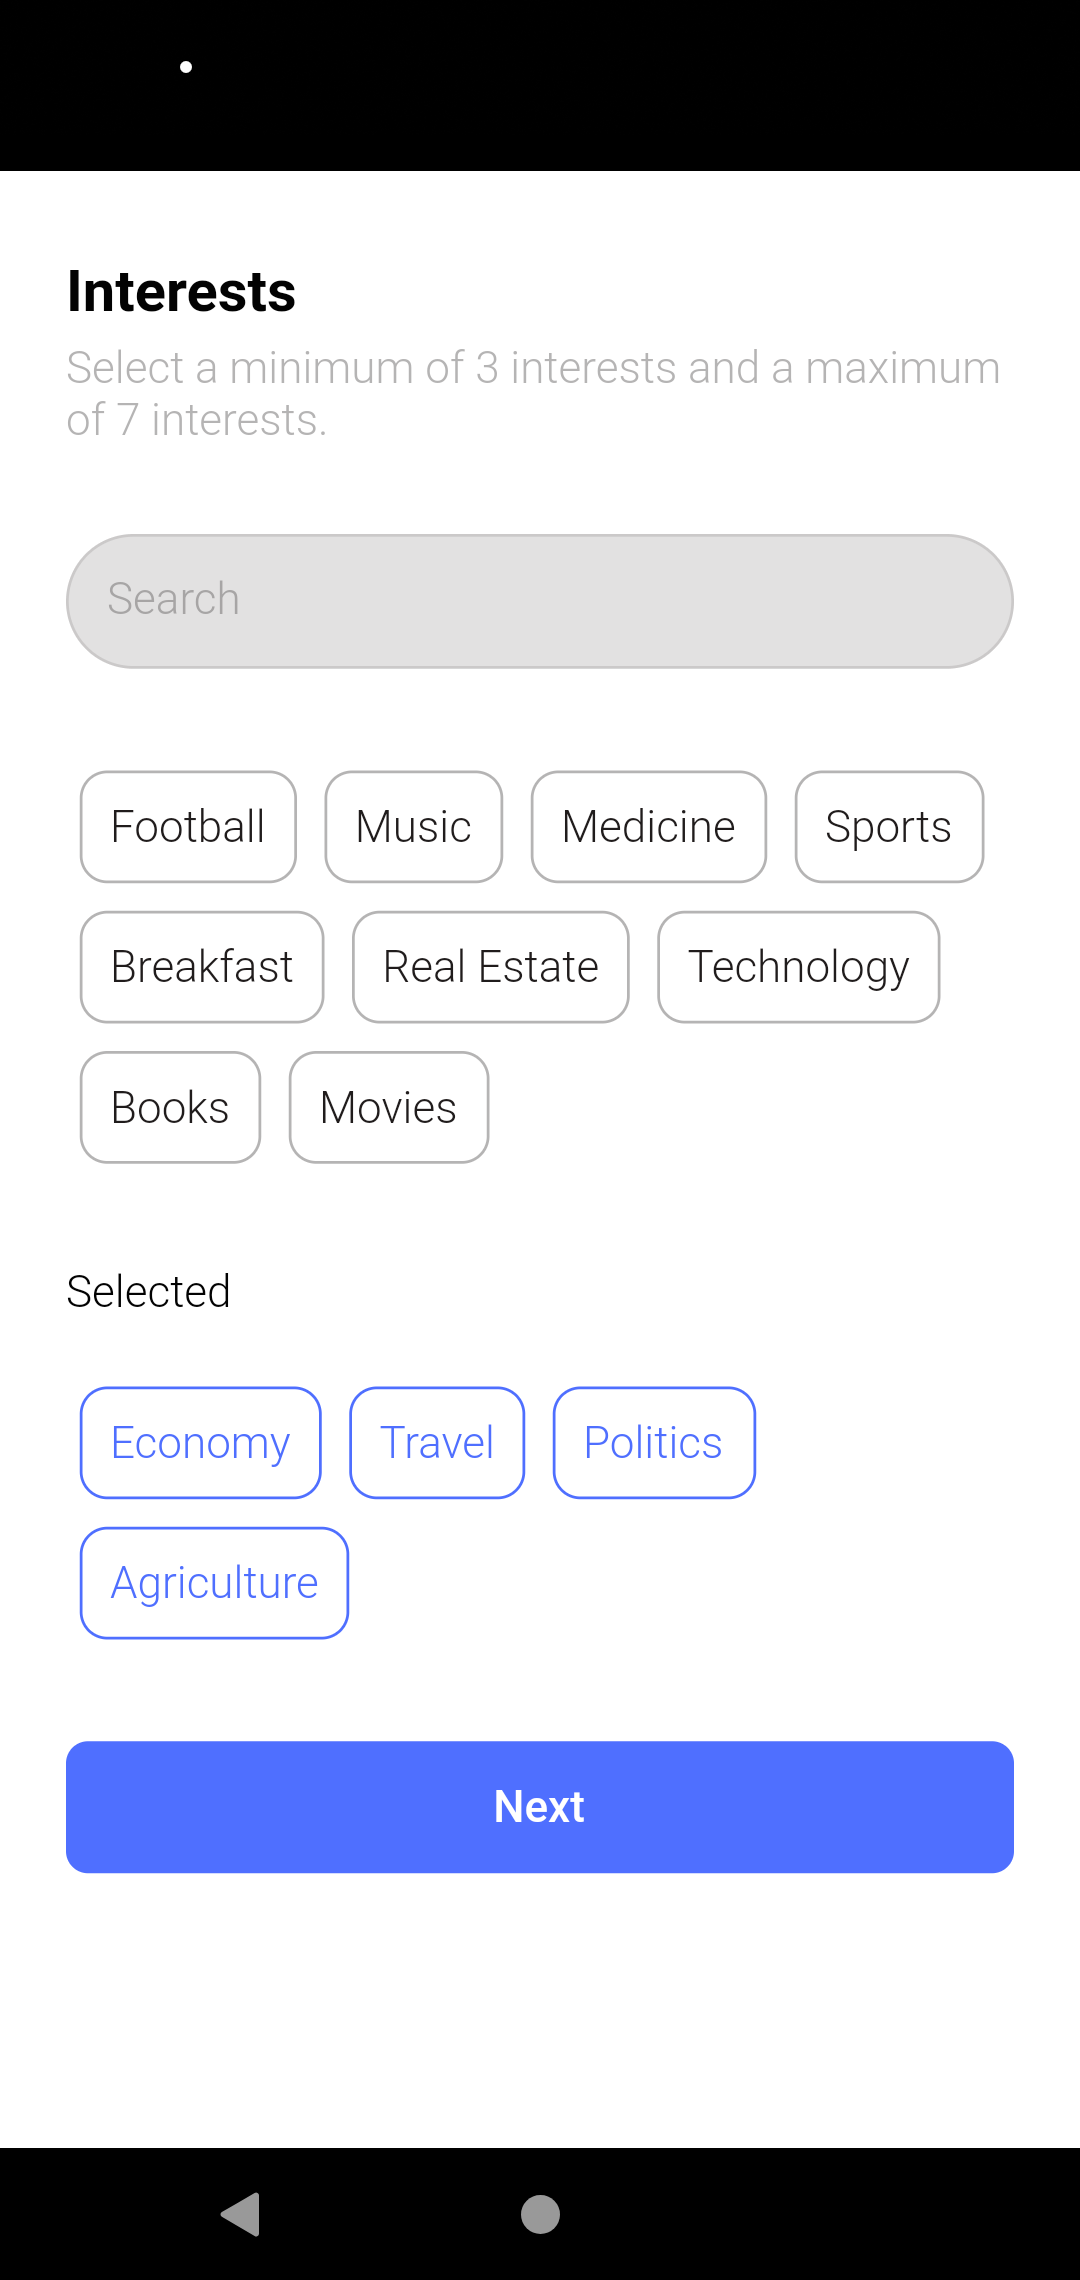 Interests
Select a minimum of 3 interests and a maximum
of 7 interests.
Search
Football Music Medicine Sports
Breakfast Real Estate Technology
Books Movies
Selected
Economy Travel Politics
Agriculture
Next